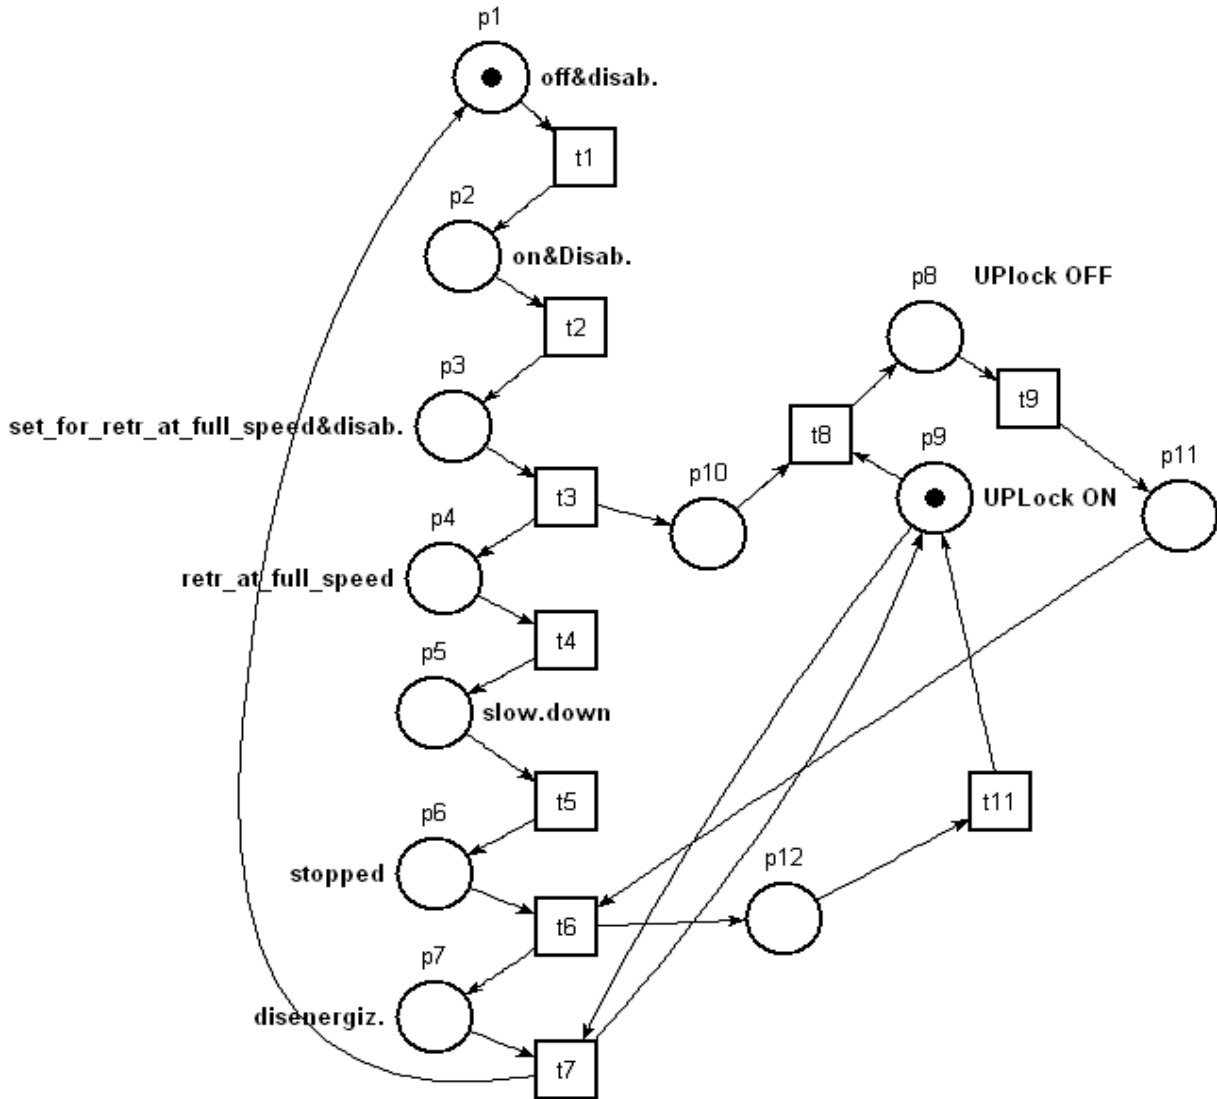 p1
off&disab.
t1
p2
on&Disab.
t2
p8
UPlock OFF
p3
set_for_retr_at_full_speed&disab.
t9
t8
p9
p11
t3
p10
UPLock ON
p4
retr_at_full_speed
t4
p5
slow.down
t5
t11
p6
p12
stopped
t6
p7
disenergiz.
t7